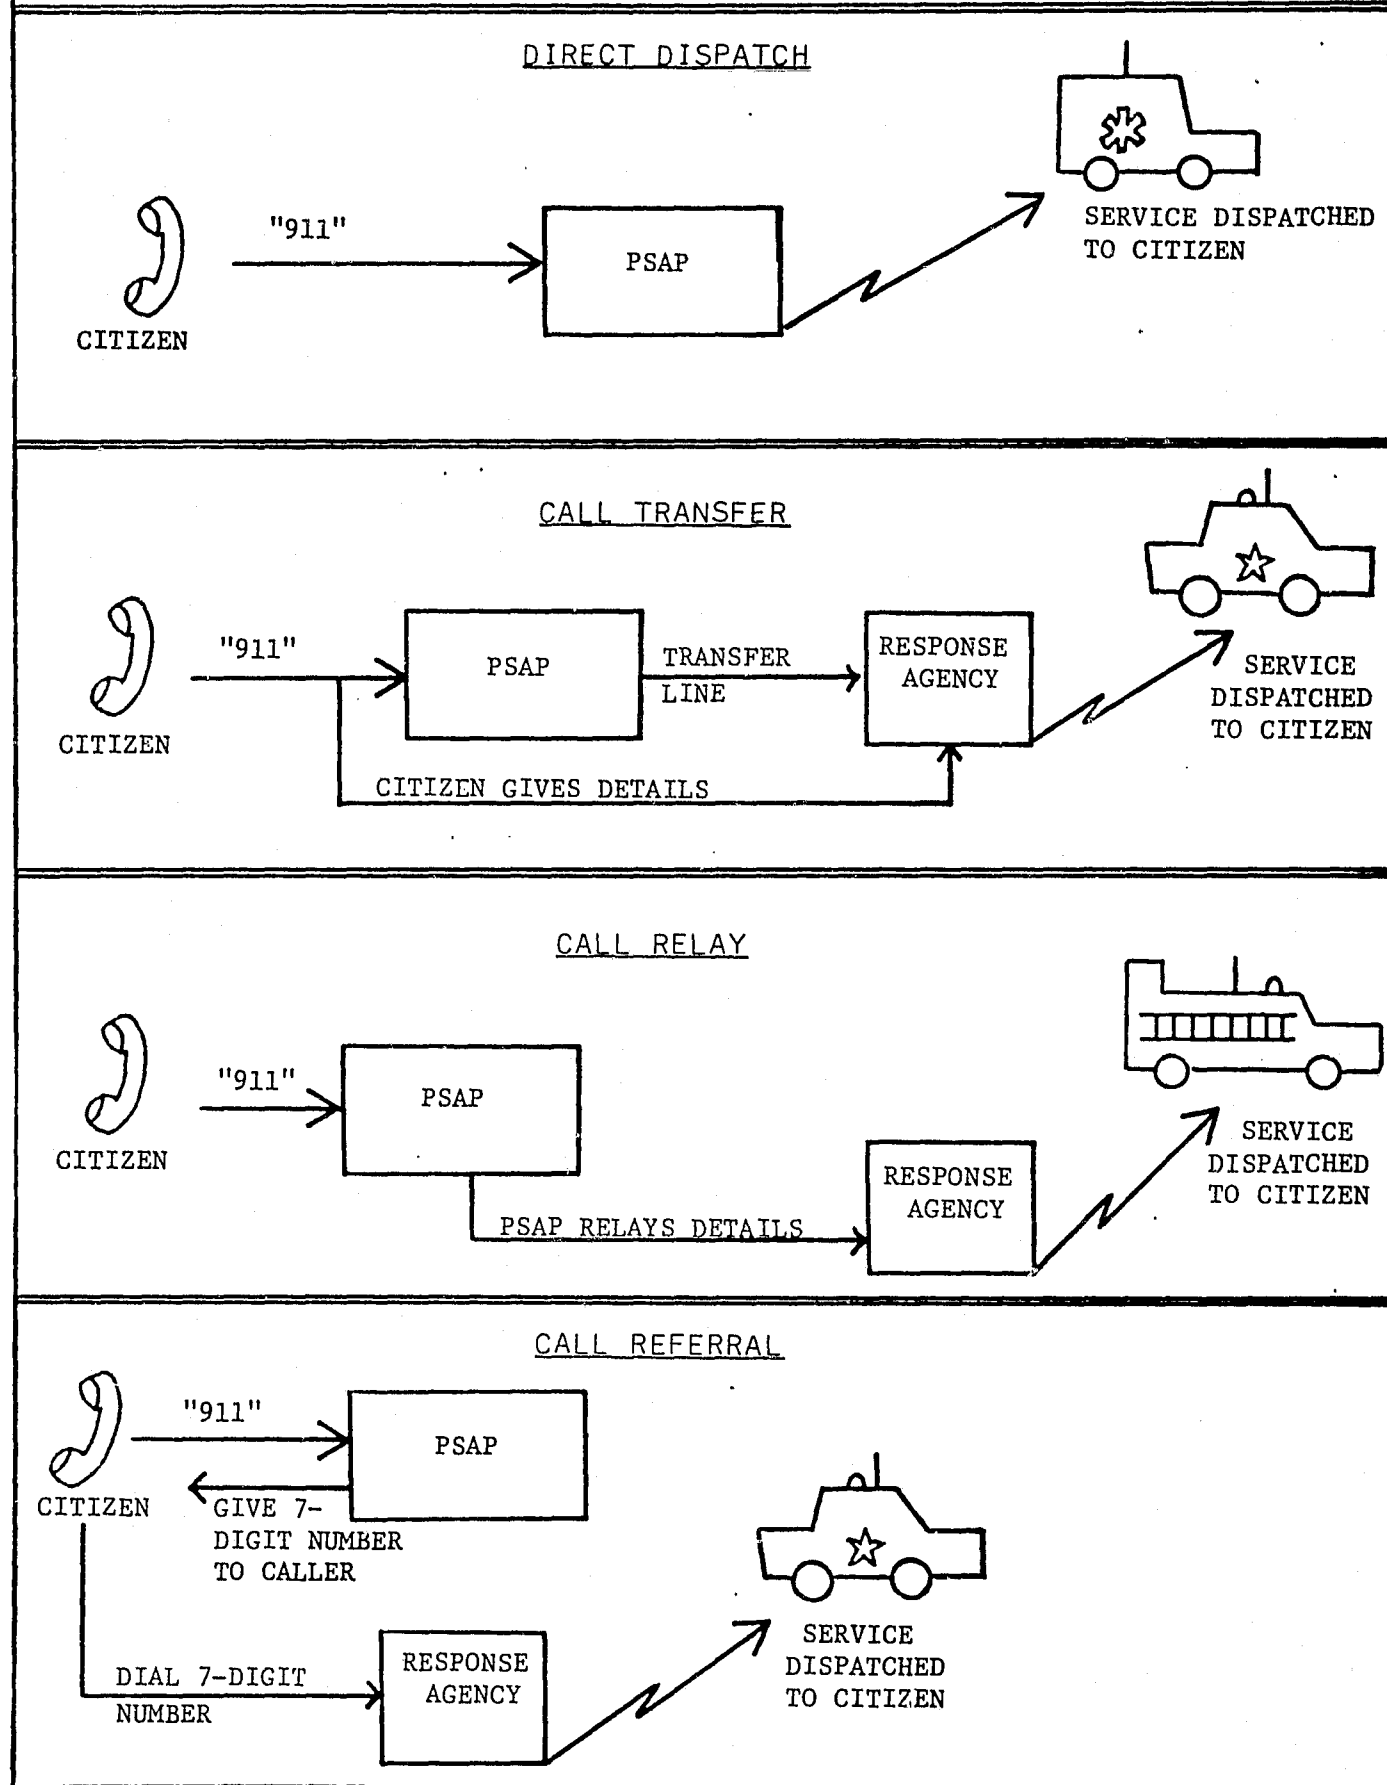 DIRECT DISPATCH
"911"
PSAP
CITIZEN
SERVICE DISPATCHED
TO CITIZEN
CALL TRANSFER
"911"
PSAP
TRANSFER
LINE
RESPONSE
AGENCY
CITIZEN
CITIZEN GIVES DETAILS
SERVICE
DISPATCHED
TO CITIZEN
CALL RELAY
"911"
PSAP
CITIZEN
PSAP RELAYS DETAILS
RESPONSE
AGENCY
SERVICE
DISPATCHED
TO CITIZEN
CALL REFERRAL
"911"
PSAP
CITIZEN
GIVE 7-
DIGIT NUMBER
TO CALLER
DIAL 7-DIGIT
NUMBER
RESPONSE
AGENCY
SERVICE
DISPATCHED
TO CITIZEN